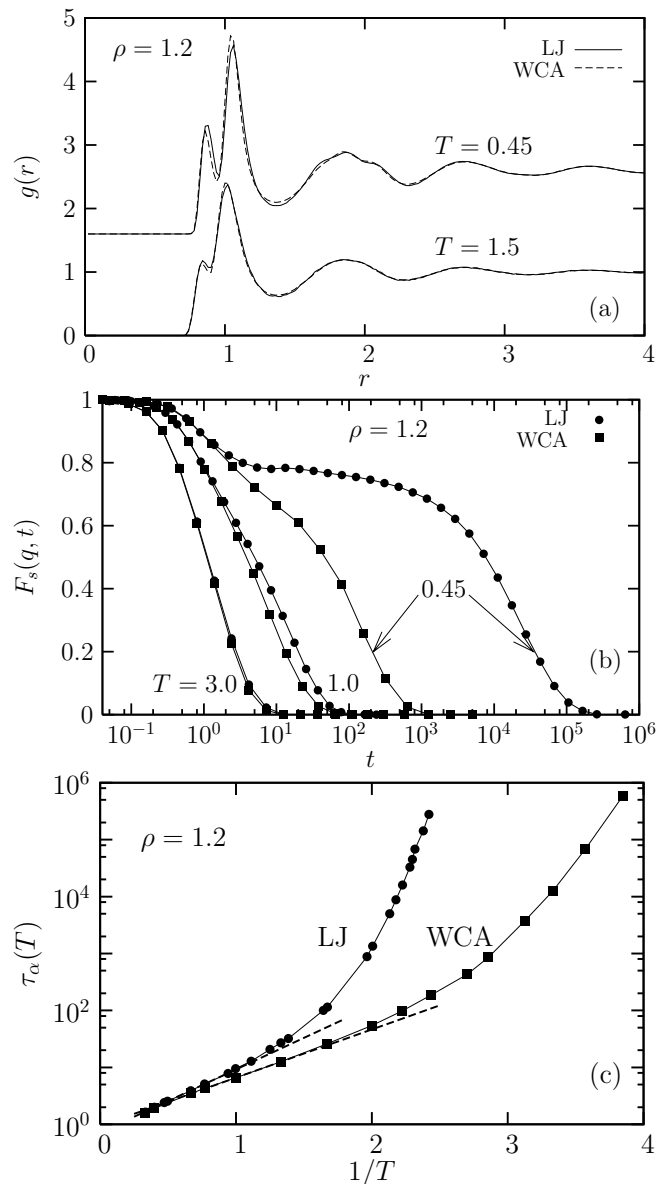 5
4
3
2
1
0
g(r)
ρ = 1.2
LJ
WCA
T = 0.45
T = 1.5
(a)
0 1 2 3 4
r
1
0.8
0.6
0.4
0.2
0
F_s(q, t)
ρ = 1.2
LJ
WCA
0.45
(b)
T = 3.0
1.0
10^{-1} 10^0 10^1 10^2 10^3 10^4 10^5 10^6
t
10^6
10^4
10^2
10^0
τ_α(T)
ρ = 1.2
LJ
WCA
(c)
0 1 2 3 4
1/T